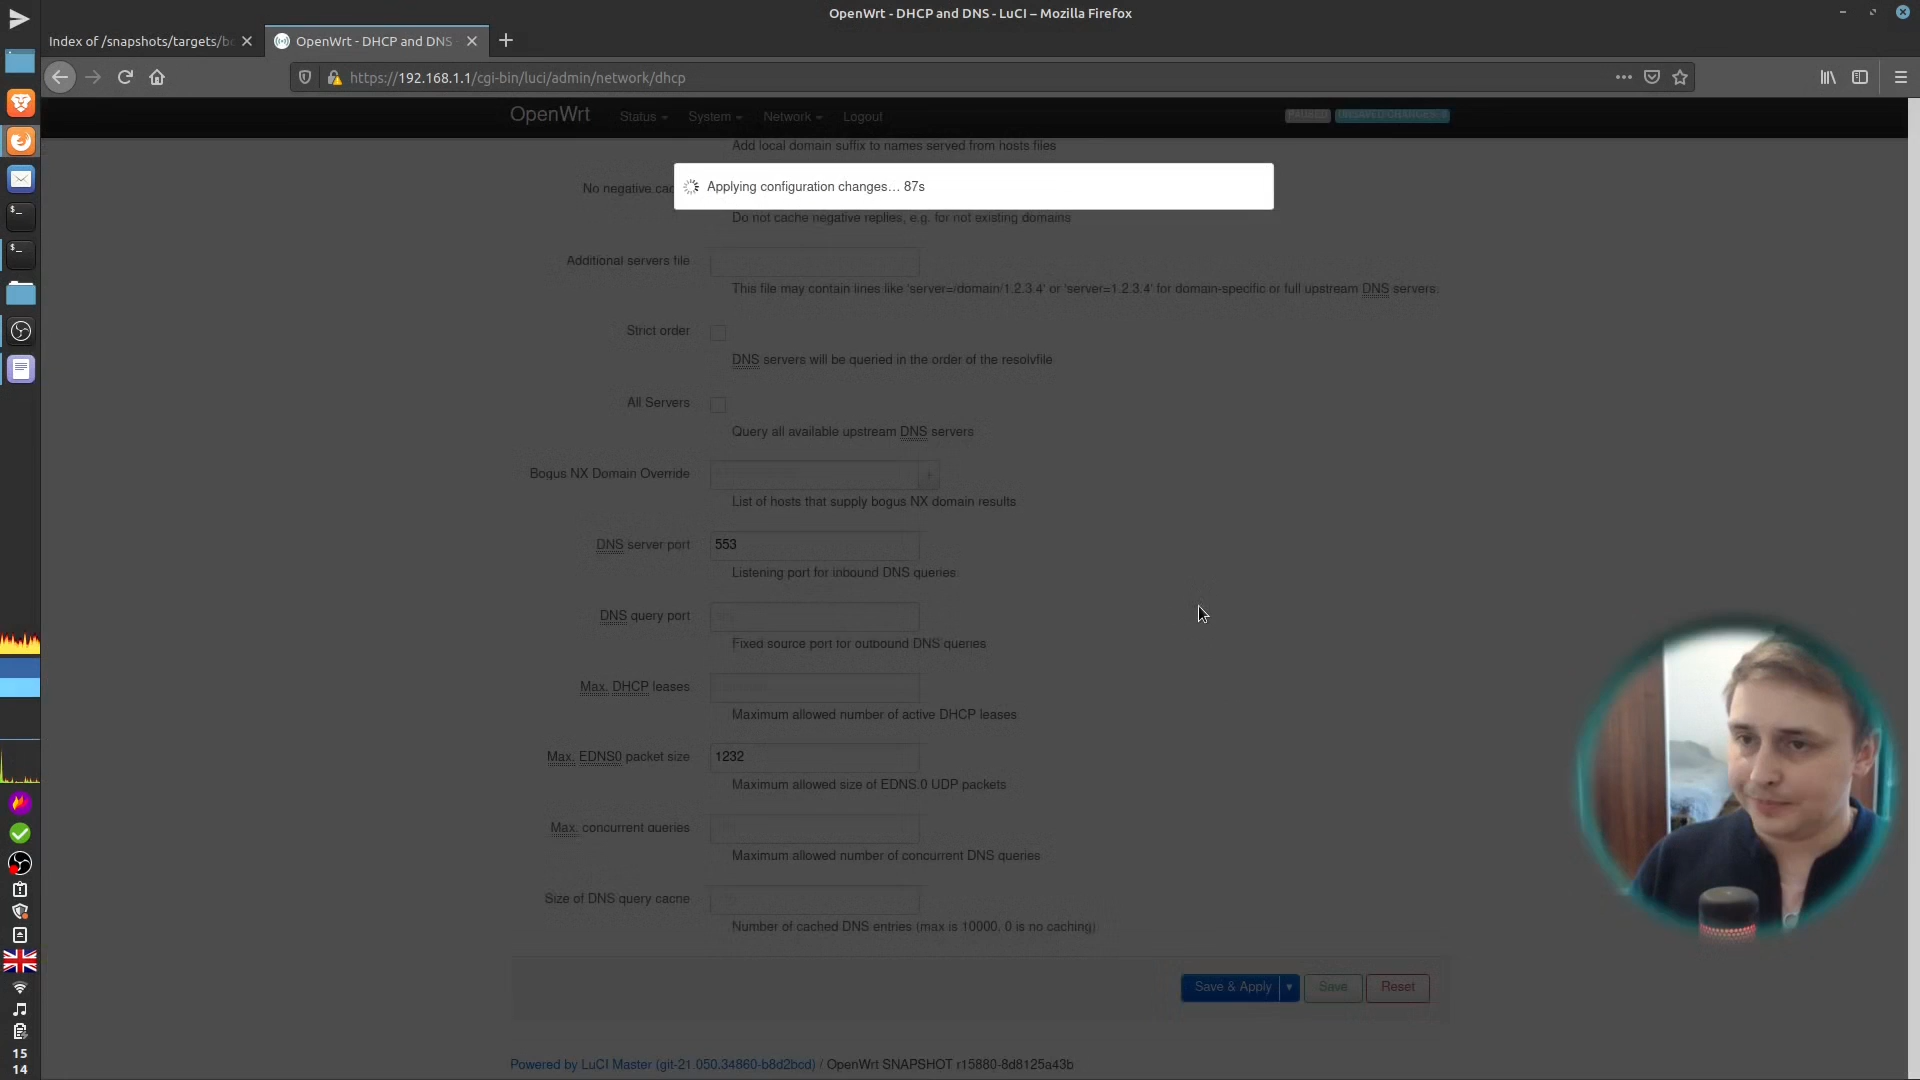 OpenWrt - DHCP and DNS - LuCI – Mozilla Firefox
Index of /snapshots/targets/b
OpenWrt - DHCP and DNS
https://192.168.1.1/cgi-bin/luci/admin/network/dhcp
OpenWrt Status System Network Logout PAUSED UNSAVED CHANGES:
Add local domain suffix to names served from hosts files
Applying configuration changes… 87s
No negative
Do not cache negative replies, e.g. for not existing domains
Additional servers file
This file may contain lines like 'server=/domain/1.2.3.4' or 'server=1.2.3.4' for domain-specific or full upstream DNS servers.
Strict order
DNS servers will be queried in the order of the resolvfile
All Servers
Query all available upstream DNS servers
Bogus NX Domain Override
+
List of hosts that supply bogus NX domain results
DNS server port 553
Listening port for inbound DNS queries
DNS query port
Fixed source port for outbound DNS queries
Max. DHCP leases
Maximum allowed number of active DHCP leases
Max. EDNS0 packet size 1232
Maximum allowed size of EDNS.0 UDP packets
Max. concurrent queries
Maximum allowed number of concurrent DNS queries
Size of DNS query cache
Number of cached DNS entries (max is 10000, 0 is no caching)
Save & Apply Save Reset
Powered by LuCI Master (git-21.050.34860-b8d2bcd) / OpenWrt SNAPSHOT r15880-8d8125a43b
15
14